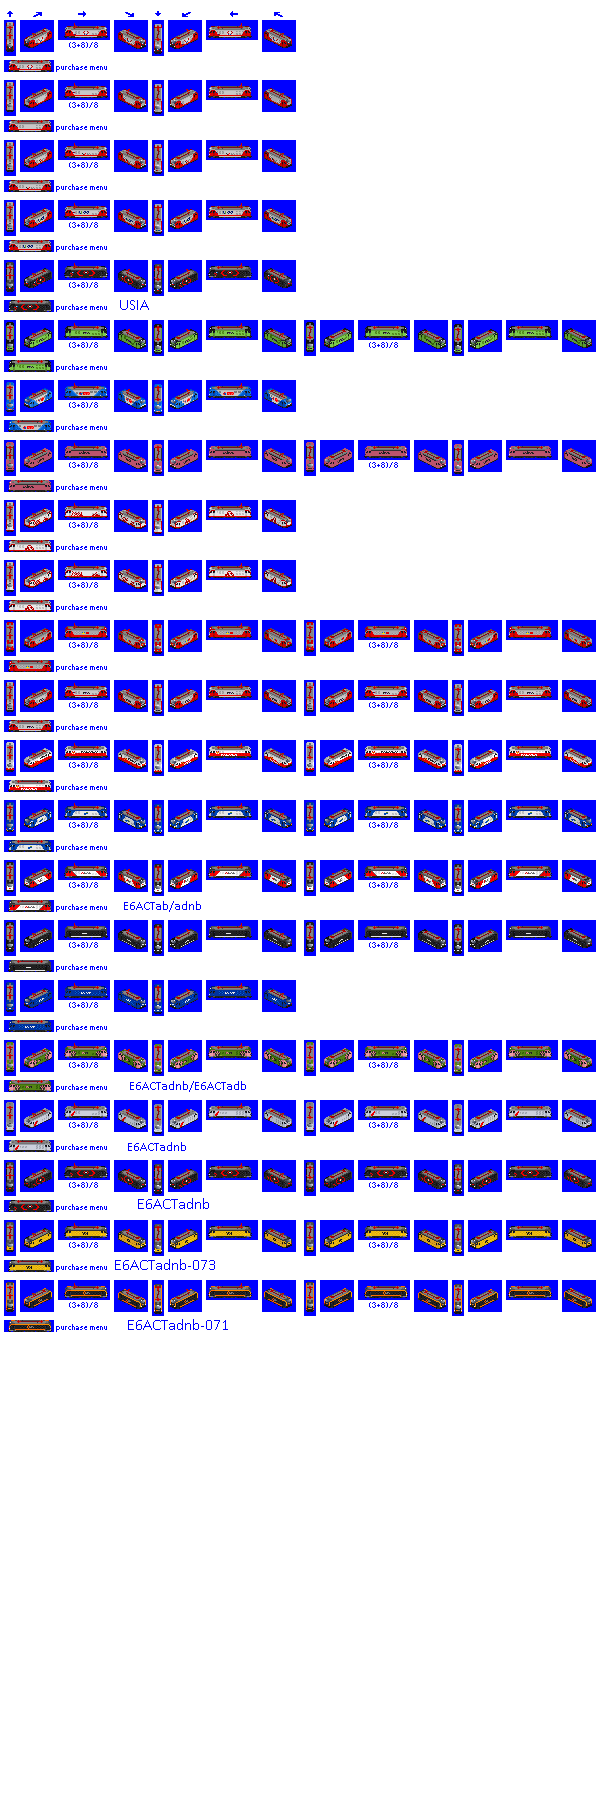 (3+8)/8
purchase menu
(3+8)/8
purchase menu
(3+8)/8
purchase menu
(3+8)/8
purchase menu
(3+8)/8
purchase menu USIA
(3+8)/8 (3+8)/8
purchase menu
(3+8)/8
purchase menu
(3+8)/8 (3+8)/8
purchase menu
(3+8)/8
purchase menu
(3+8)/8
purchase menu
(3+8)/8 (3+8)/8
purchase menu
(3+8)/8 (3+8)/8
purchase menu
(3+8)/8 (3+8)/8
purchase menu
(3+8)/8 (3+8)/8
purchase menu
(3+8)/8 (3+8)/8
purchase menu E6ACTab/adnb
(3+8)/8 (3+8)/8
purchase menu
(3+8)/8
purchase menu
(3+8)/8 (3+8)/8
purchase menu E6ACTadnb/E6ACTadb
(3+8)/8 (3+8)/8
purchase menu E6ACTadnb
(3+8)/8 (3+8)/8
purchase menu E6ACTadnb
(3+8)/8 (3+8)/8
purchase menu E6ACTadnb-073
(3+8)/8 (3+8)/8
purchase menu E6ACTadnb-071